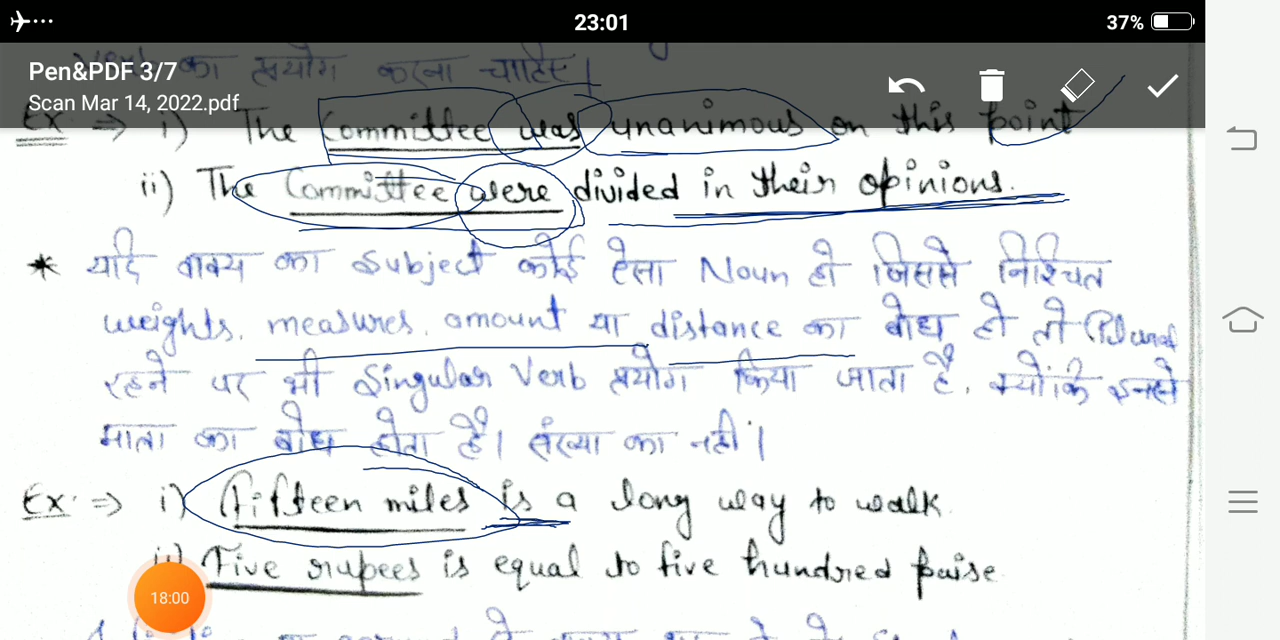 23:01
37%
Pen&PDF 3/7
Scan Mar 14, 2022.pdf
Verb का प्रयोग करना चाहिए।
Ex ⇒ i) The Committee was unanimous on this point
ii) The Committee were divided in their opinions.
* यदि वाक्य का Subject कोई ऐसा Noun हो जिससे निश्चित
weights, measures, amount या distance का बोध हो तो Plural
रहने पर भी Singular Verb प्रयोग किया जाता है, क्योंकि इनसे
मात्रा का बोध होता है। संख्या का नहीं।
Ex ⇒ i) Fifteen miles is a long way to walk.
ii) Five rupees is equal to five hundred paise
18:00